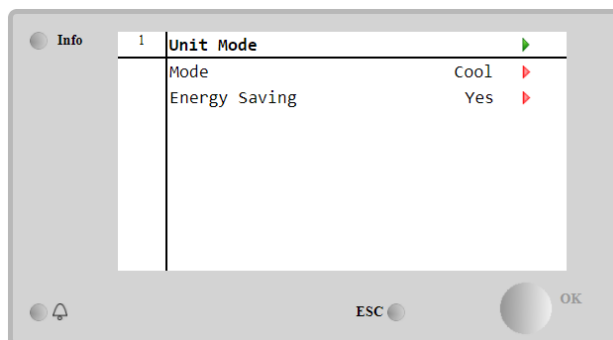 Info
1 Unit Mode
Mode Cool
Energy Saving Yes
ESC
OK